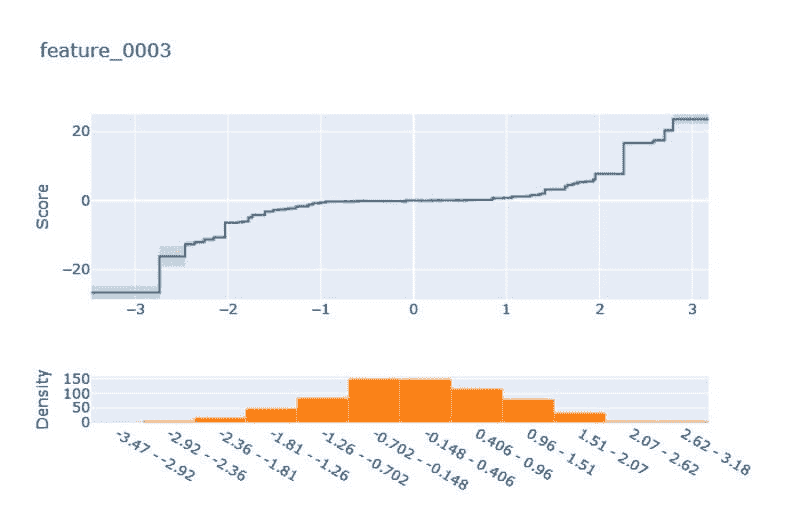 feature_0003
20
0
−20
Score
−3
−2
−1
0
1
2
3
150
100
50
0
Density
-3.47 - -2.92
-2.92 - -2.36
-2.36 - -1.81
-1.81 - -1.26
-1.26 - -0.702
-0.702 - -0.148
-0.148 - 0.406
0.406 - 0.96
0.96 - 1.51
1.51 - 2.07
2.07 - 2.62
2.62 - 3.18